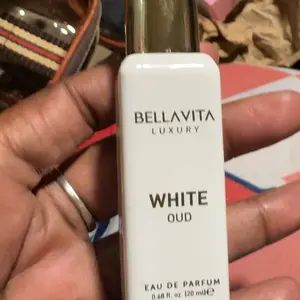 BELLAVITA
LUXURY
WHITE
OUD
EAU DE PARFUM
0.68 fl. oz. (20 ml)℮